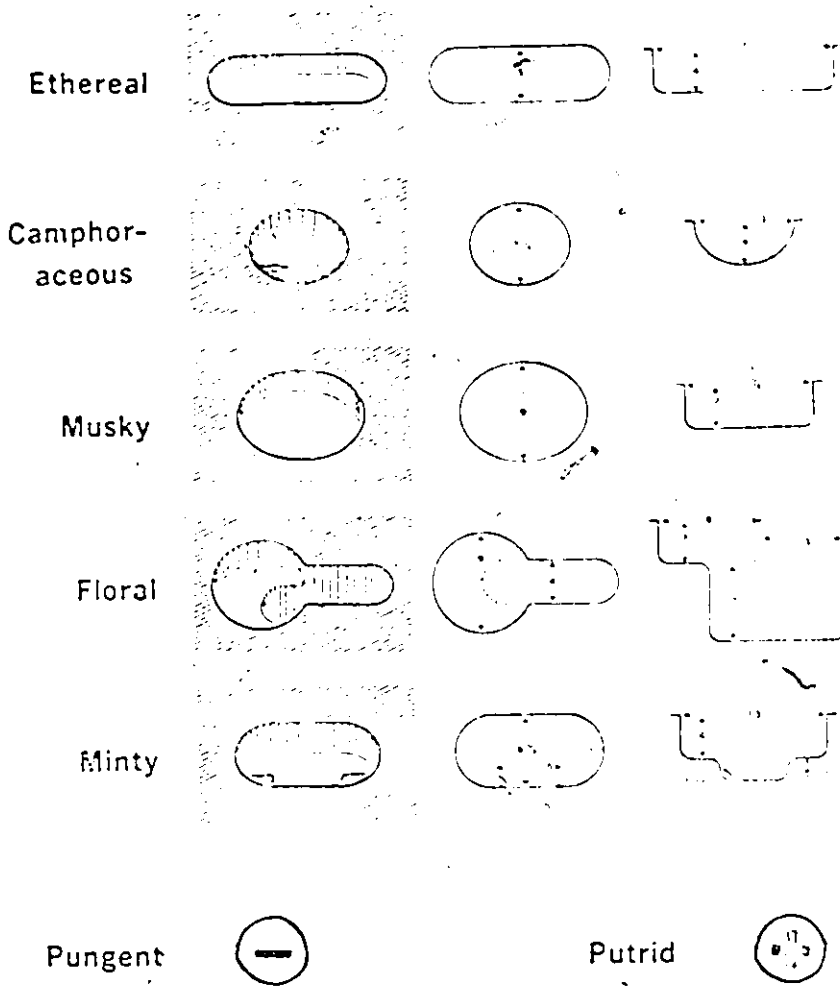 Ethereal
Camphor-
aceous
Musky
Floral
Minty
Pungent
Putrid